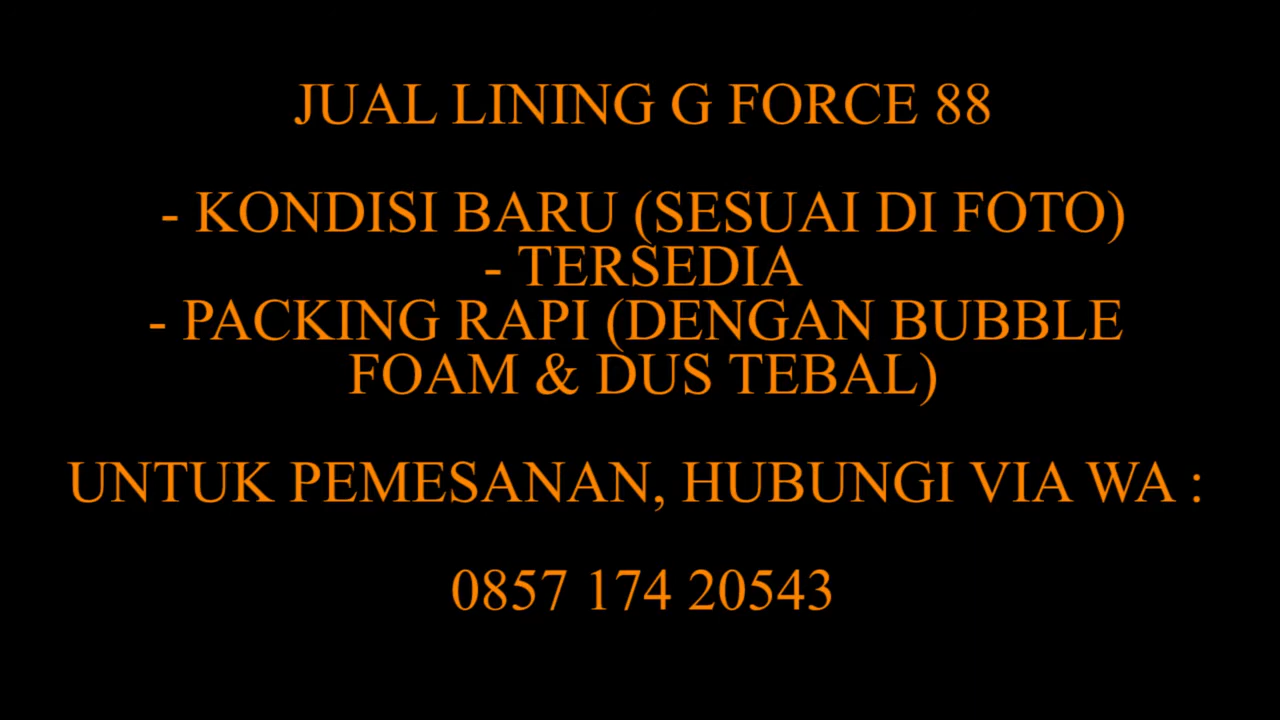 JUAL LINING G FORCE 88
- KONDISI BARU (SESUAI DI FOTO)
- TERSEDIA
- PACKING RAPI (DENGAN BUBBLE
FOAM & DUS TEBAL)
UNTUK PEMESANAN, HUBUNGI VIA WA :
0857 174 20543